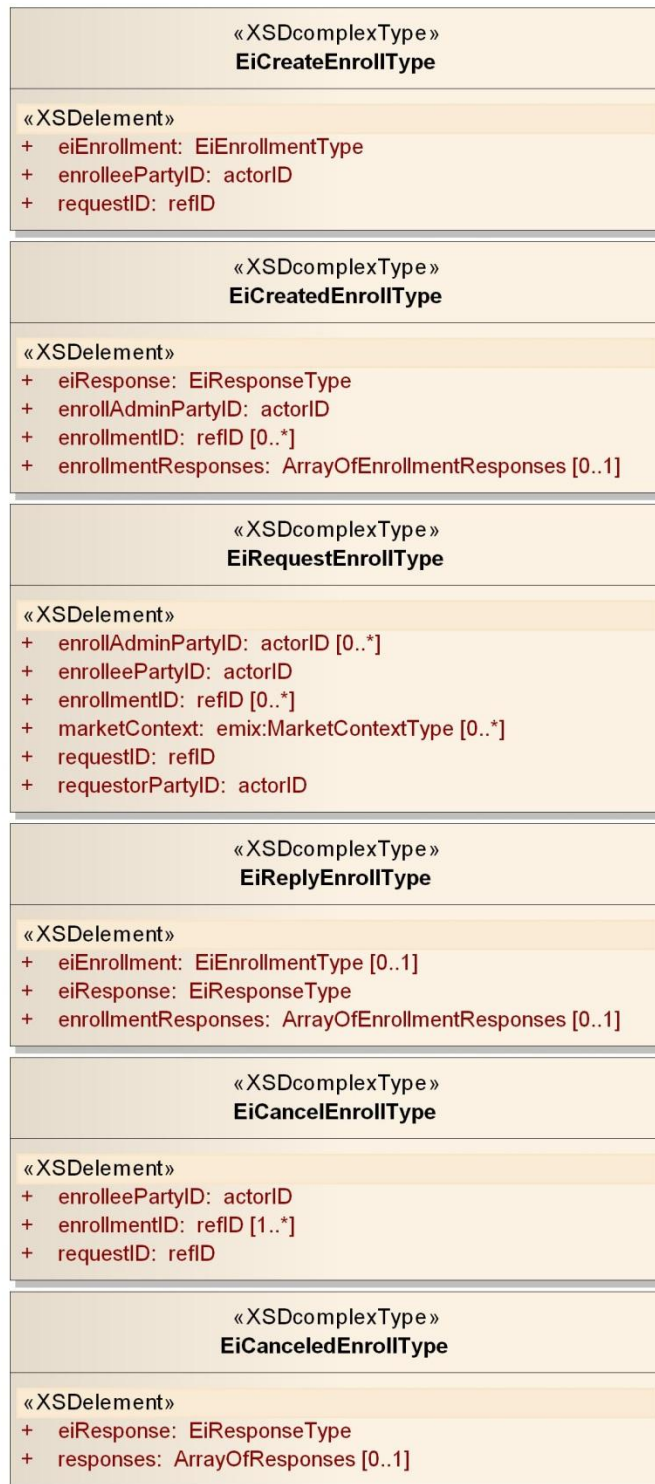 «XSDcomplexType»
EiCreateEnrollType
«XSDelement»
+ eiEnrollment: EiEnrollmentType
+ enrolleePartyID: actorID
+ requestID: refID
«XSDcomplexType»
EiCreatedEnrollType
«XSDelement»
+ eiResponse: EiResponseType
+ enrollAdminPartyID: actorID
+ enrollmentID: refID [0..*]
+ enrollmentResponses: ArrayOfEnrollmentResponses [0..1]
«XSDcomplexType»
EiRequestEnrollType
«XSDelement»
+ enrollAdminPartyID: actorID [0..*]
+ enrolleePartyID: actorID
+ enrollmentID: refID [0..*]
+ marketContext: emix:MarketContextType [0..*]
+ requestID: refID
+ requestorPartyID: actorID
«XSDcomplexType»
EiReplyEnrollType
«XSDelement»
+ eiEnrollment: EiEnrollmentType [0..1]
+ eiResponse: EiResponseType
+ enrollmentResponses: ArrayOfEnrollmentResponses [0..1]
«XSDcomplexType»
EiCancelEnrollType
«XSDelement»
+ enrolleePartyID: actorID
+ enrollmentID: refID [1..*]
+ requestID: refID
«XSDcomplexType»
EiCanceledEnrollType
«XSDelement»
+ eiResponse: EiResponseType
+ responses: ArrayOfResponses [0..1]